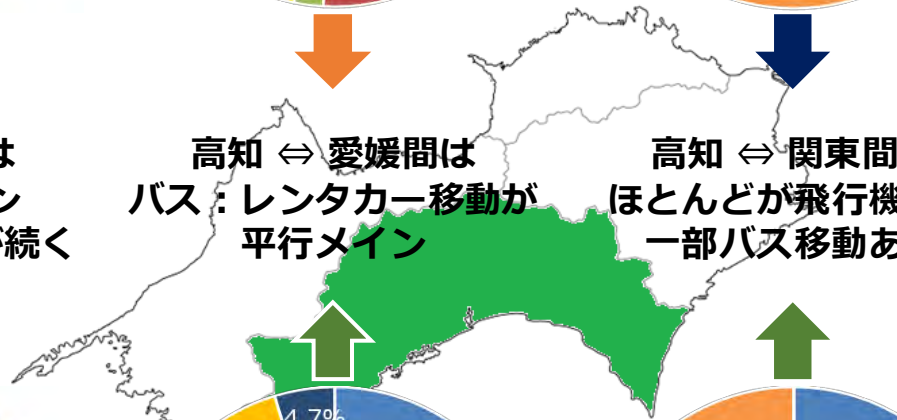 は
ン
が続く
高知 ⇔ 愛媛間は
バス：レンタカー移動が
平行メイン
高知 ⇔ 関東間
ほとんどが飛行機
一部バス移動あ
4.7%